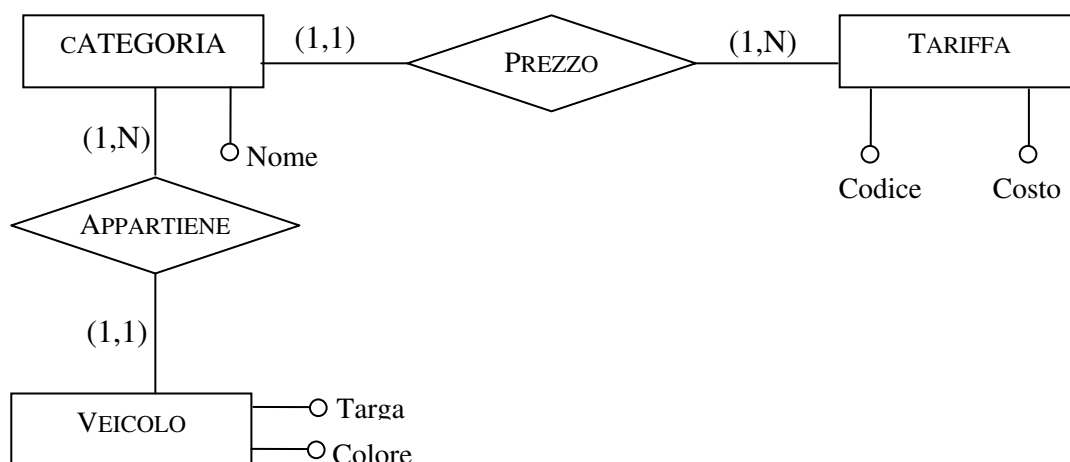 CATEGORIA
(1,1)
PREZZO
(1,N)
TARIFFA
(1,N)
Nome
Codice
Costo
APPARTIENE
(1,1)
VEICOLO
Targa
Colore